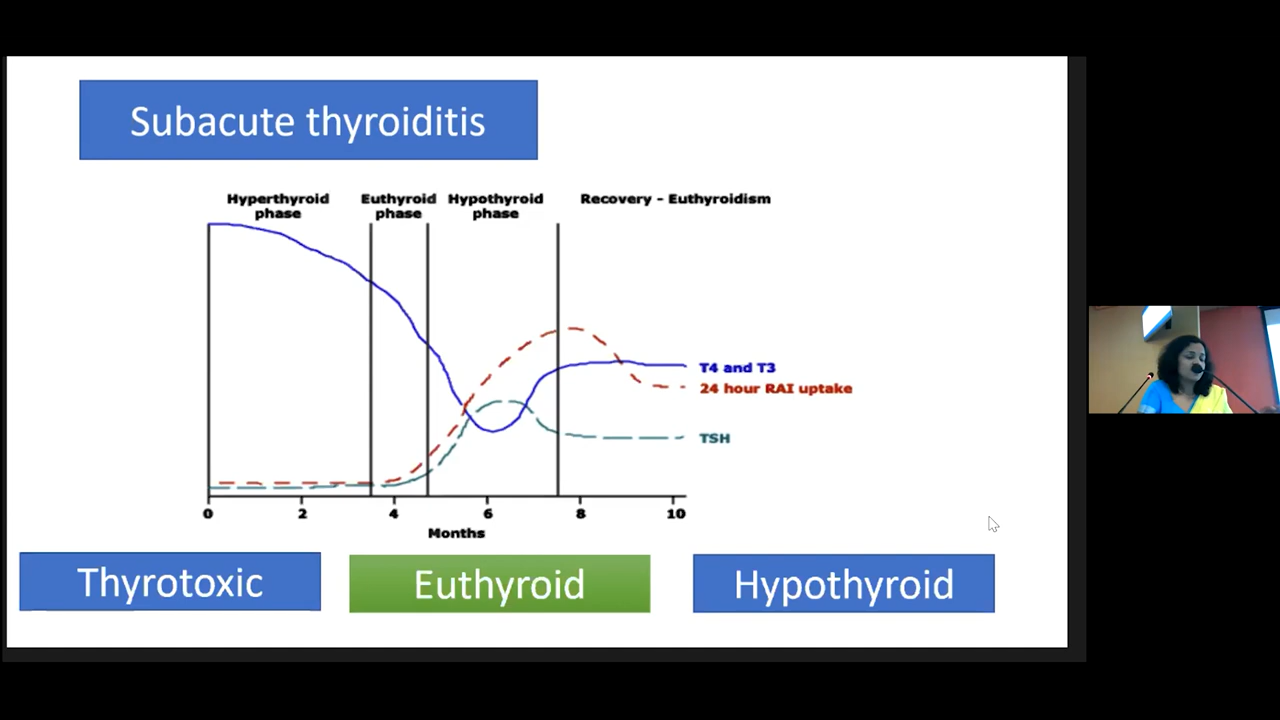 Subacute thyroiditis
Hyperthyroid
phase
Euthyroid
phase
Hypothyroid
phase
Recovery - Euthyroidism
T4 and T3
24 hour RAI uptake
TSH
0 2 4 6 8 10
Months
Thyrotoxic
Euthyroid
Hypothyroid